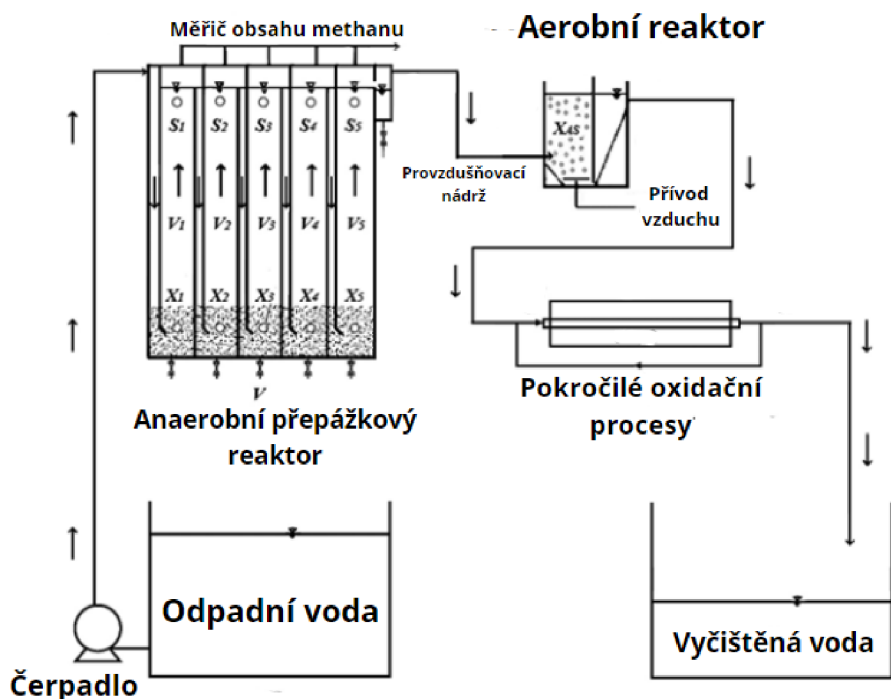 Měřič obsahu methanu
Aerobní reaktor
S1 S2 S3 S4 S5
XAS
Provzdušňovací
nádrž
Přívod
vzduchu
V1 V2 V3 V4 V5
X1 X2 X3 X4 X5
V
Anaerobní přepážkový
reaktor
Pokročilé oxidační
procesy
Odpadní voda
Vyčištěná voda
Čerpadlo